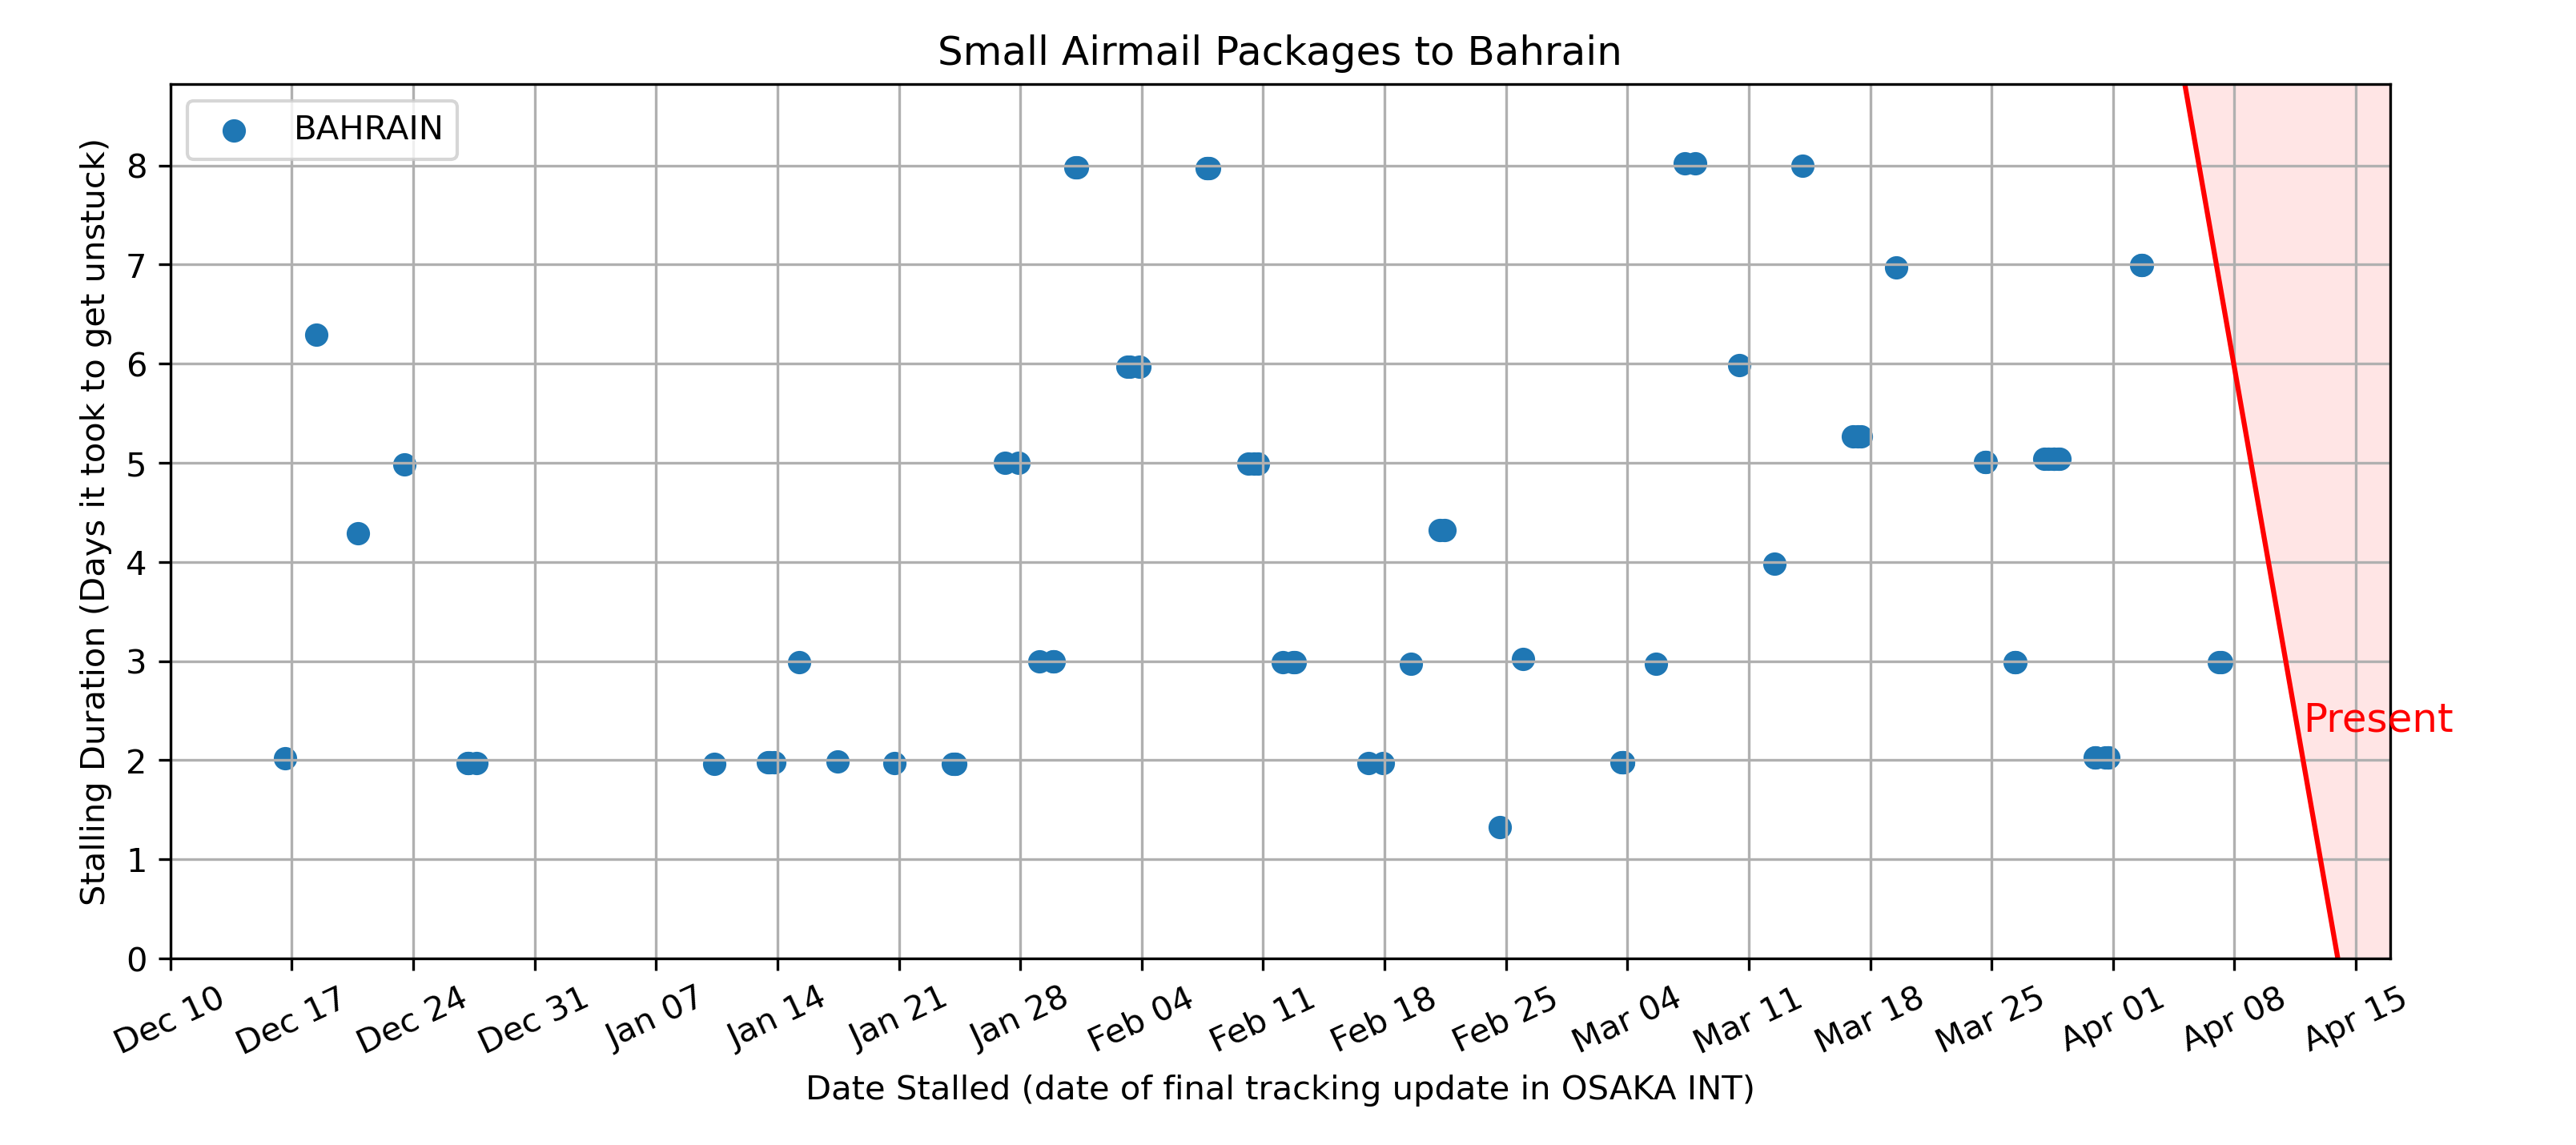 Small Airmail Packages to Bahrain
BAHRAIN
Stalling Duration (Days it took to get unstuck)
8
7
6
5
4
3
2
1
0
Present
Dec 10
Dec 17
Dec 24
Dec 31
Jan 07
Jan 14
Jan 21
Jan 28
Feb 04
Feb 11
Feb 18
Feb 25
Mar 04
Mar 11
Mar 18
Mar 25
Apr 01
Apr 08
Apr 15
Date Stalled (date of final tracking update in OSAKA INT)